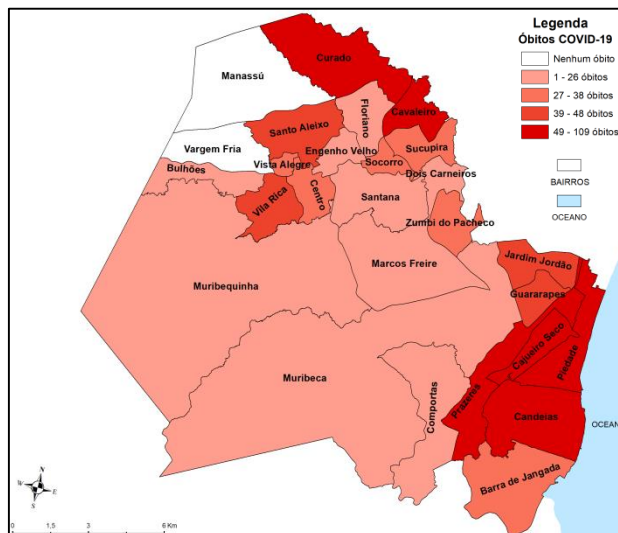 Legenda
Óbitos COVID-19
Nenhum óbito
1 - 26 óbitos
27 - 38 óbitos
39 - 48 óbitos
49 - 109 óbitos
BAIRROS
OCEANO
Curado
Manassú
Floriano
Cavaleiro
Santo Aleixo
Vargem Fria
Engenho Velho
Sucupira
Vista Alegre
Socorro
Bulhões
Dois Carneiros
Vila Rica
Centro
Santana
Zumbi do Pacheco
Marcos Freire
Jardim Jordão
Muribequinha
Guararapes
Cajueiro Seco
Piedade
Muribeca
Comportas
Prazeres
Candeias
OCEANO
Barra de Jangada
N
W
E
S
0 1,5 3 6 Km